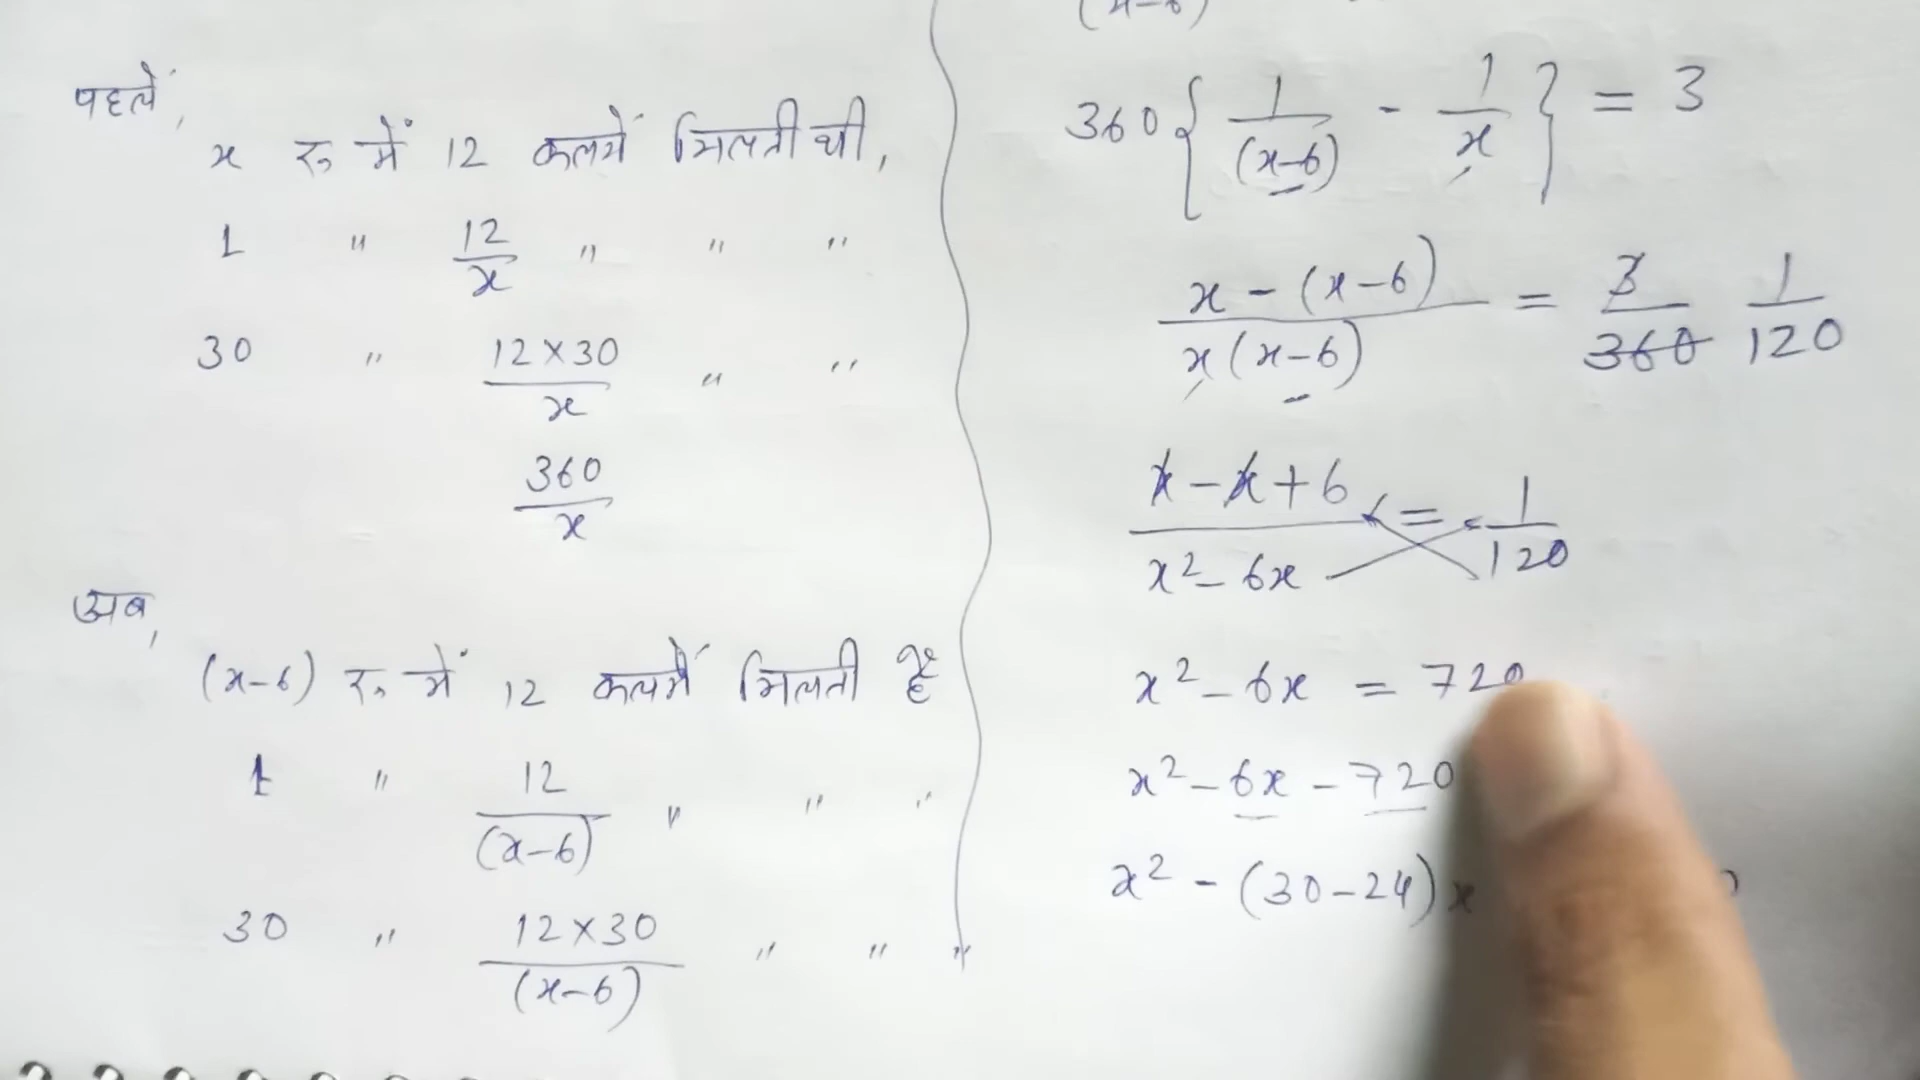 पहले,
x रु में 12 कलमें मिलती थी,
1 " 12/x " " "
30 " 12×30/x " "
360/x
अब,
(x-6) रु में 12 कलमें मिलती है
1 " 12/(x-6) " " "
30 " 12×30/(x-6) " " "
(x-6)
360{1/(x-6) - 1/x} = 3
x-(x-6)/x(x-6) = 3/360 1/120
x-x+6/x²-6x = 1/120
x²-6x = 720
x²-6x-720
x²-(30-24)x